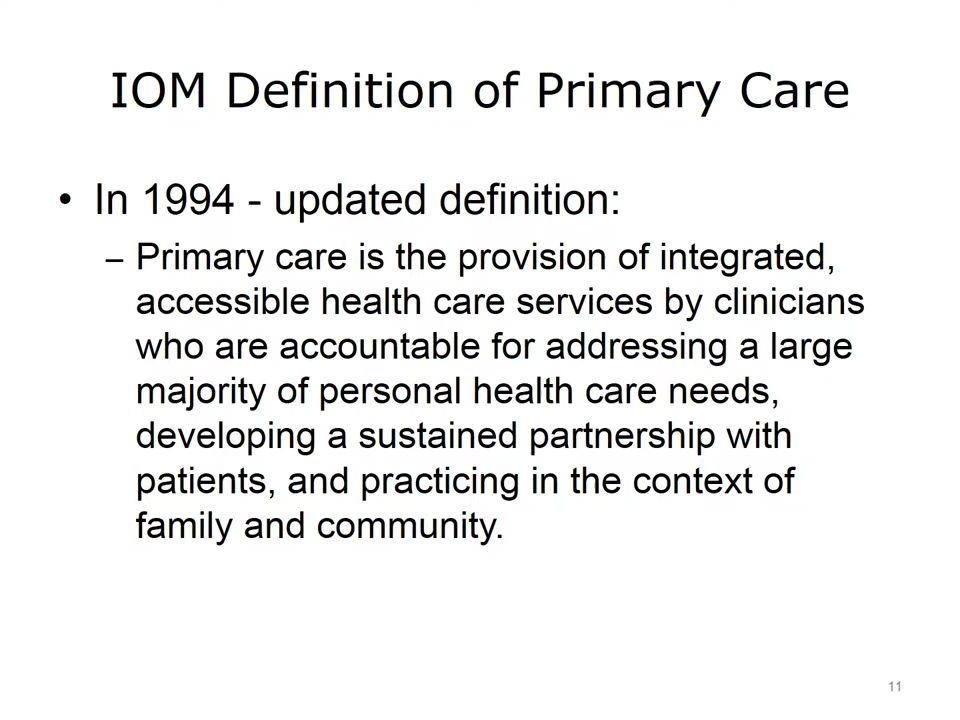 IOM Definition of Primary Care
• In 1994 - updated definition:
– Primary care is the provision of integrated,
accessible health care services by clinicians
who are accountable for addressing a large
majority of personal health care needs,
developing a sustained partnership with
patients, and practicing in the context of
family and community.
11